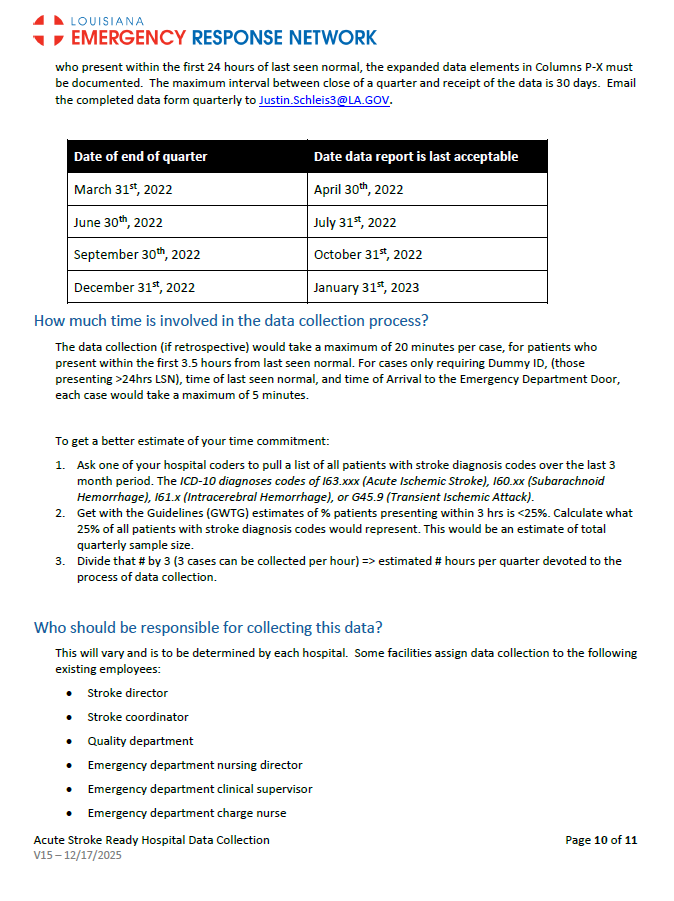 LOUISIANA
EMERGENCY RESPONSE NETWORK
who present within the first 24 hours of last seen normal, the expanded data elements in Columns P-X must
be documented.  The maximum interval between close of a quarter and receipt of the data is 30 days.  Email
the completed data form quarterly to Justin.Schleis3@LA.GOV.
Date of end of quarter
Date data report is last acceptable
March 31st, 2022
April 30th, 2022
June 30th, 2022
July 31st, 2022
September 30th, 2022
October 31st, 2022
December 31st, 2022
January 31st, 2023
How much time is involved in the data collection process?
The data collection (if retrospective) would take a maximum of 20 minutes per case, for patients who
present within the first 3.5 hours from last seen normal. For cases only requiring Dummy ID, (those
presenting >24hrs LSN), time of last seen normal, and time of Arrival to the Emergency Department Door,
each case would take a maximum of 5 minutes.
To get a better estimate of your time commitment:
1. Ask one of your hospital coders to pull a list of all patients with stroke diagnosis codes over the last 3
month period. The ICD-10 diagnoses codes of I63.xxx (Acute Ischemic Stroke), I60.xx (Subarachnoid
Hemorrhage), I61.x (Intracerebral Hemorrhage), or G45.9 (Transient Ischemic Attack).
2. Get with the Guidelines (GWTG) estimates of % patients presenting within 3 hrs is <25%. Calculate what
25% of all patients with stroke diagnosis codes would represent. This would be an estimate of total
quarterly sample size.
3. Divide that # by 3 (3 cases can be collected per hour) => estimated # hours per quarter devoted to the
process of data collection.
Who should be responsible for collecting this data?
This will vary and is to be determined by each hospital.  Some facilities assign data collection to the following
existing employees:
• Stroke director
• Stroke coordinator
• Quality department
• Emergency department nursing director
• Emergency department clinical supervisor
• Emergency department charge nurse
Acute Stroke Ready Hospital Data Collection
Page 10 of 11
V15 – 12/17/2025